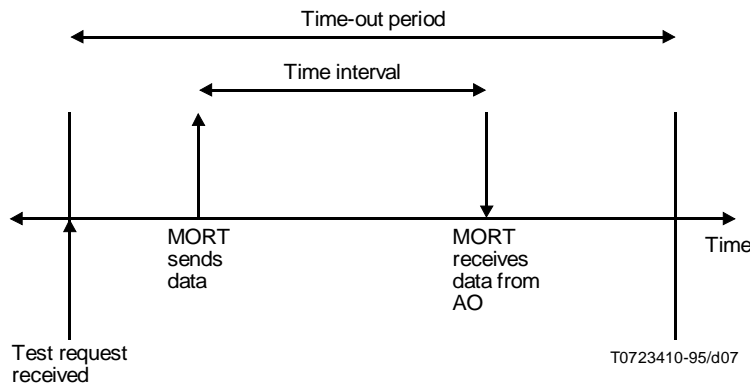 Time-out period
Time interval
MORT
sends
data
MORT
receives
data from
AO
Time
Test request
received
T0723410-95/d07